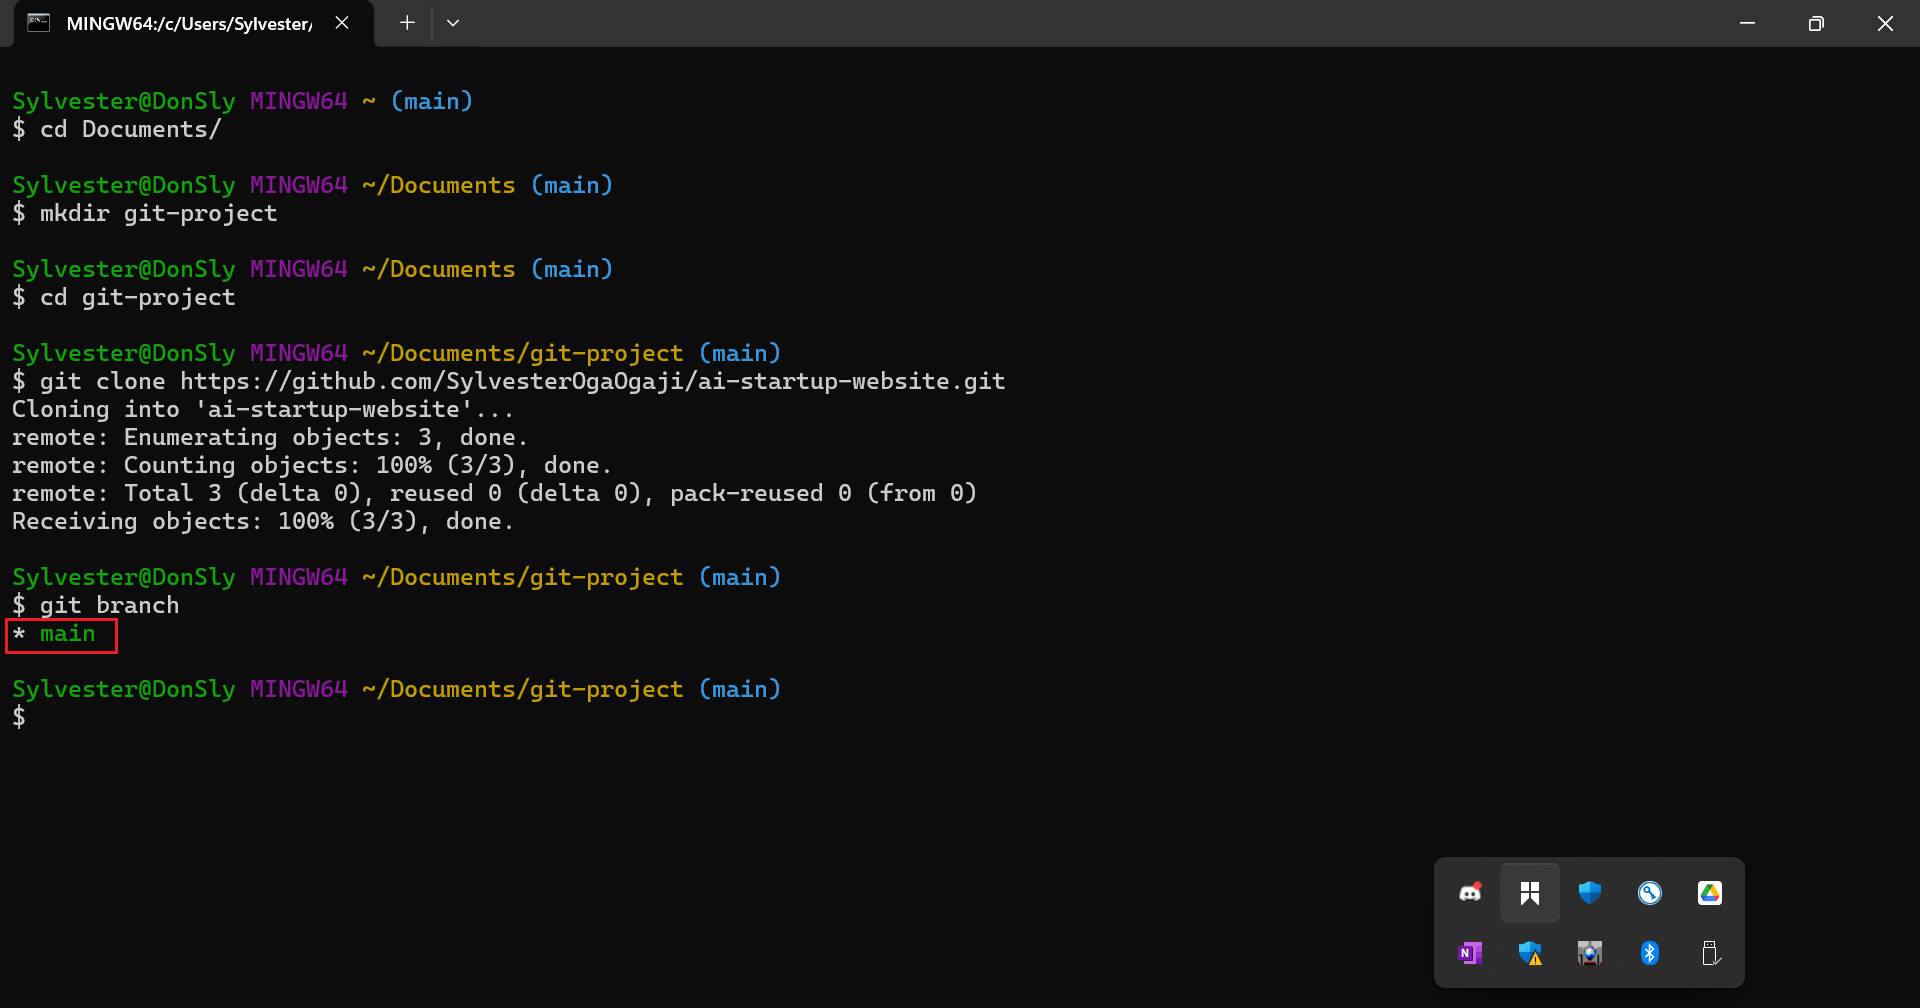 MINGW64:/c/Users/Sylvester/
Sylvester@DonSly MINGW64 ~ (main)
$ cd Documents/
Sylvester@DonSly MINGW64 ~/Documents (main)
$ mkdir git-project
Sylvester@DonSly MINGW64 ~/Documents (main)
$ cd git-project
Sylvester@DonSly MINGW64 ~/Documents/git-project (main)
$ git clone https://github.com/SylvesterOgaOgaji/ai-startup-website.git
Cloning into 'ai-startup-website'...
remote: Enumerating objects: 3, done.
remote: Counting objects: 100% (3/3), done.
remote: Total 3 (delta 0), reused 0 (delta 0), pack-reused 0 (from 0)
Receiving objects: 100% (3/3), done.
Sylvester@DonSly MINGW64 ~/Documents/git-project (main)
$ git branch
* main
Sylvester@DonSly MINGW64 ~/Documents/git-project (main)
$
N